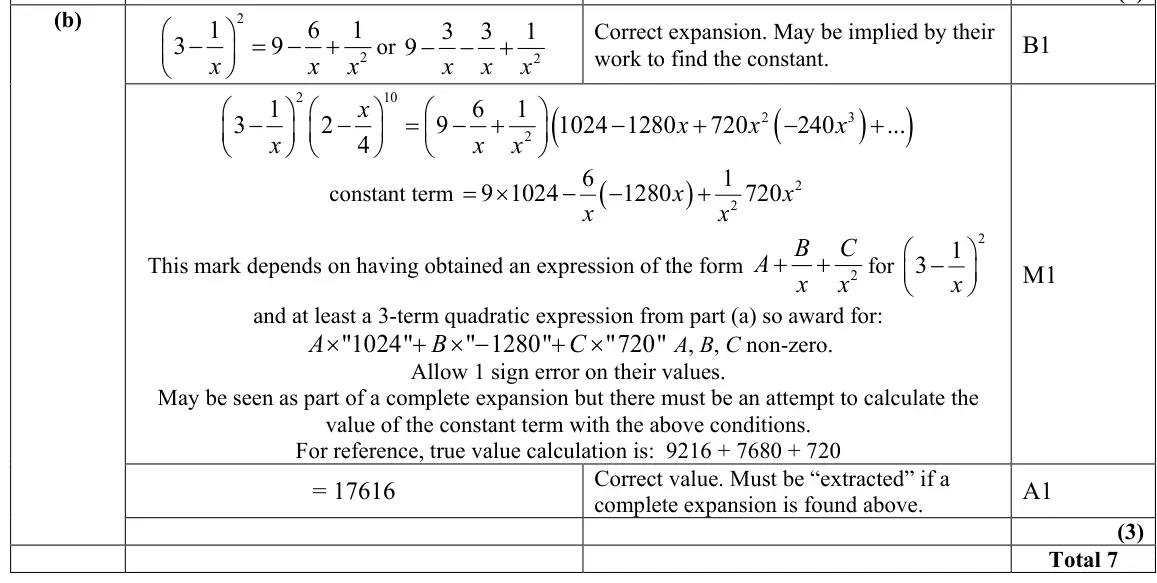 (b)
(3 − 1/x)² = 9 − 6/x + 1/x² or 9 − 3/x − 3/x + 1/x²
Correct expansion. May be implied by their
work to find the constant.
B1
(3 − 1/x)² (2 − x/4)¹⁰ = (9 − 6/x + 1/x²)(1024 − 1280x + 720x² (−240x³) + ...)
constant term = 9 × 1024 − 6/x (−1280x) + 1/x² 720x²
This mark depends on having obtained an expression of the form A + B/x + C/x² for (3 − 1/x)²
and at least a 3-term quadratic expression from part (a) so award for:
A × "1024" + B × "−1280" + C × "720" A, B, C non-zero.
Allow 1 sign error on their values.
May be seen as part of a complete expansion but there must be an attempt to calculate the
value of the constant term with the above conditions.
For reference, true value calculation is: 9216 + 7680 + 720
M1
= 17616
Correct value. Must be “extracted” if a
complete expansion is found above.
A1
(3)
Total 7